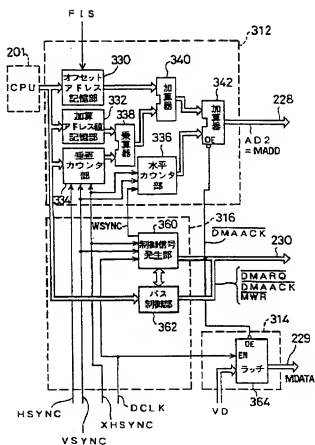 FIS
312
201
CPU
330
オフセット
アドレス
記憶部
340
加算器
342
加算器
OE
332
加算
アドレス値
記憶部
338
乗算器
336
水平
カウンタ
部
垂直
カウンタ
部
334
228
AD2
=MADD
WSYNC
360
制御信号
発生部
316
DMAACK
230
DMARQ
DMAACK
MWR
バス
制御部
362
314
OE
EN
ラッチ
229
MDATA
364
VD
HSYNC
VSYNC
XHSYNC
DCLK